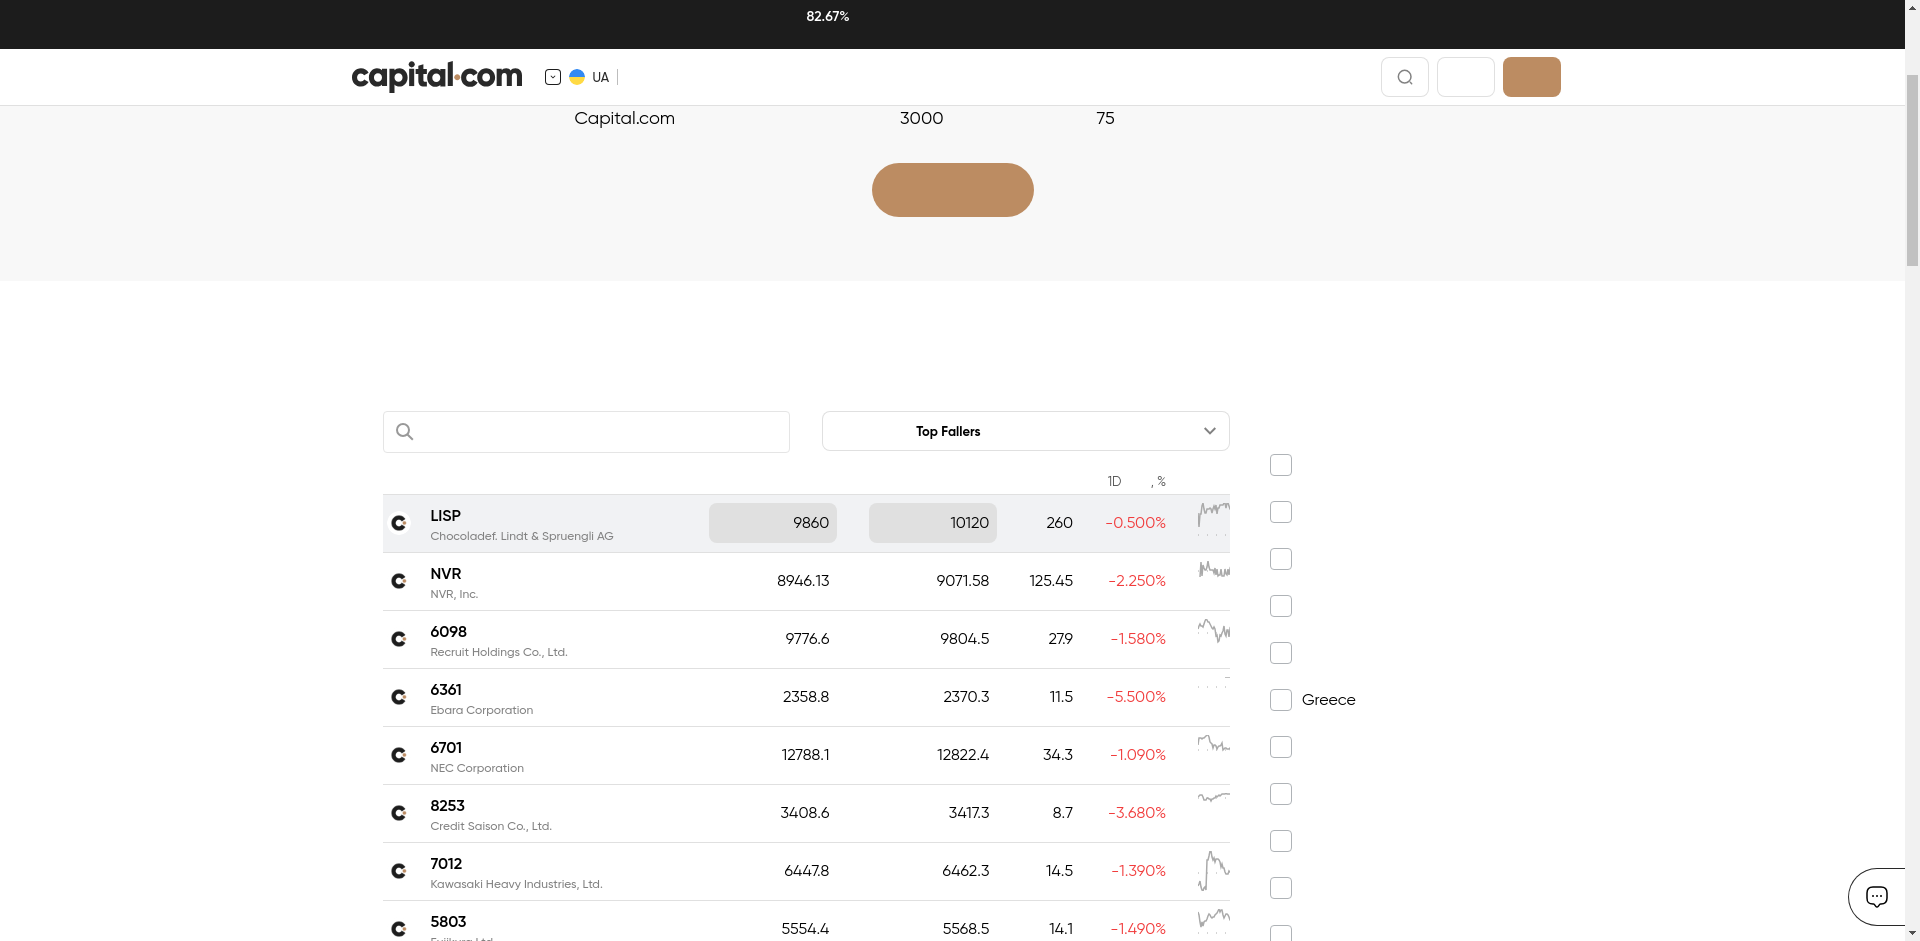 82.67%
capital.com
UA
Capital.com 3000 75
Top Fallers
1D , %
LISP
Chocoladef. Lindt & Spruengli AG
9860 10120 260 -0.500%
NVR
NVR, Inc.
8946.13 9071.58 125.45 -2.250%
6098
Recruit Holdings Co., Ltd.
9776.6 9804.5 27.9 -1.580%
6361
Ebara Corporation
2358.8 2370.3 11.5 -5.500%
Greece
6701
NEC Corporation
12788.1 12822.4 34.3 -1.090%
8253
Credit Saison Co., Ltd.
3408.6 3417.3 8.7 -3.680%
7012
Kawasaki Heavy Industries, Ltd.
6447.8 6462.3 14.5 -1.390%
5803
5554.4 5568.5 14.1 -1.490%